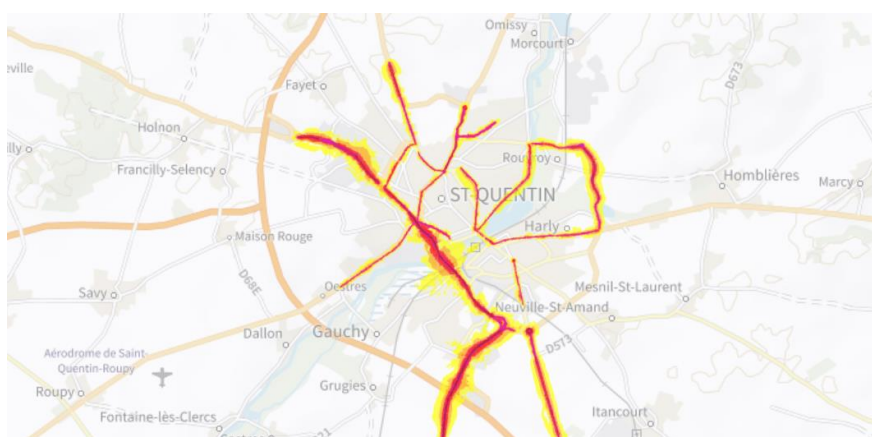 Omissy
Morcourt
eville
Fayet
D673
Holnon
illy
Rouvroy
Francilly-Selency
Homblières
Marcy
ST-QUENTIN
Harly
Maison Rouge
D68E
Oestres
Mesnil-St-Laurent
Savy
Neuville-St-Amand
Gauchy
Dallon
D573
Aérodrome de Saint-
Quentin-Roupy
Grugies
Roupy
Itancourt
Fontaine-lès-Clercs